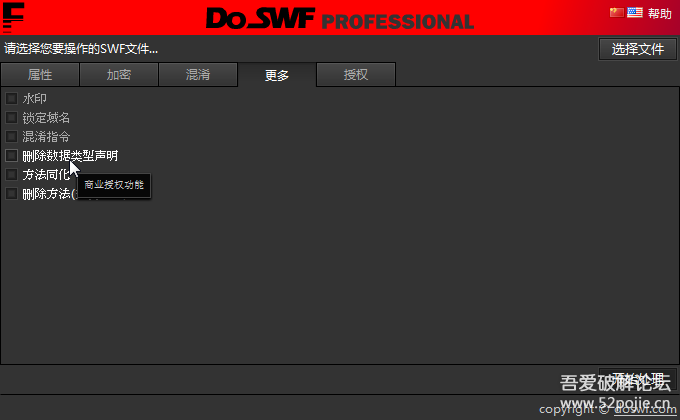 Do SWF PROFESSIONAL
帮助
请选择您要操作的SWF文件...
选择文件
属性
加密
混淆
更多
授权
水印
锁定域名
混淆指令
删除数据类型声明
方法同化
商业授权功能
删除方法(
开始处理
吾爱破解论坛
www.52pojie.cn
copyright © doswf.com